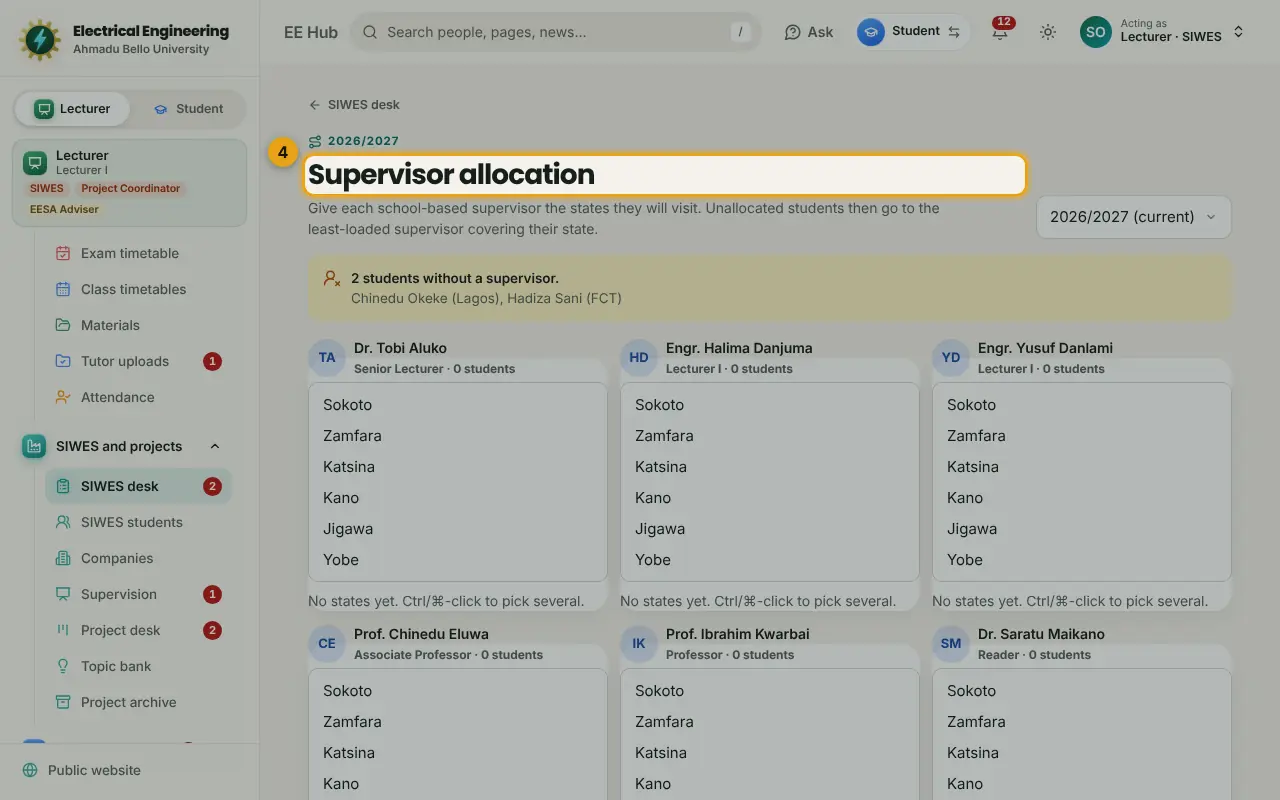 Electrical Engineering
Ahmadu Bello University
EE Hub
Search people, pages, news...
/
Ask
Student
12
SO
Acting as
Lecturer · SIWES
Lecturer
Student
Lecturer
Lecturer I
SIWES
Project Coordinator
EESA Adviser
Exam timetable
Class timetables
Materials
Tutor uploads
1
Attendance
SIWES and projects
SIWES desk
2
SIWES students
Companies
Supervision
1
Project desk
2
Topic bank
Project archive
Public website
← SIWES desk
2026/2027
4
Supervisor allocation
Give each school-based supervisor the states they will visit. Unallocated students then go to the
least-loaded supervisor covering their state.
2026/2027 (current)
2 students without a supervisor.
Chinedu Okeke (Lagos), Hadiza Sani (FCT)
TA
Dr. Tobi Aluko
Senior Lecturer · 0 students
Sokoto
Zamfara
Katsina
Kano
Jigawa
Yobe
No states yet. Ctrl/⌘-click to pick several.
HD
Engr. Halima Danjuma
Lecturer I · 0 students
Sokoto
Zamfara
Katsina
Kano
Jigawa
Yobe
No states yet. Ctrl/⌘-click to pick several.
YD
Engr. Yusuf Danlami
Lecturer I · 0 students
Sokoto
Zamfara
Katsina
Kano
Jigawa
Yobe
No states yet. Ctrl/⌘-click to pick several.
CE
Prof. Chinedu Eluwa
Associate Professor · 0 students
Sokoto
Zamfara
Katsina
Kano
IK
Prof. Ibrahim Kwarbai
Professor · 0 students
Sokoto
Zamfara
Katsina
Kano
SM
Dr. Saratu Maikano
Reader · 0 students
Sokoto
Zamfara
Katsina
Kano